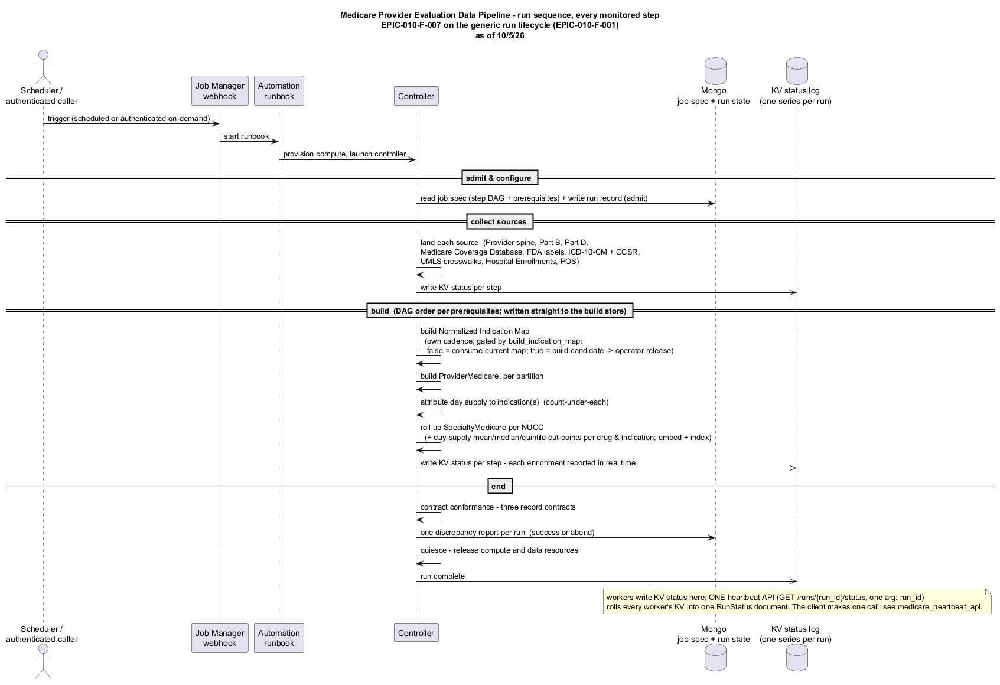 Medicare Provider Evaluation Data Pipeline - run sequence, every monitored step
EPIC-010-F-007 on the generic run lifecycle (EPIC-010-F-001)
as of 10/5/26
Scheduler /
authenticated caller
Job Manager
webhook
Automation
runbook
Controller
Mongo
job spec + run state
KV status log
(one series per run)
trigger (scheduled or authenticated on-demand)
start runbook
provision compute, launch controller
admit & configure
read job spec (step DAG + prerequisites) + write run record (admit)
collect sources
land each source  (Provider spine, Part B, Part D,
Medicare Coverage Database, FDA labels, ICD-10-CM + CCSR,
UMLS crosswalks, Hospital Enrollments, POS)
write KV status per step
build  (DAG order per prerequisites; written straight to the build store)
build Normalized Indication Map
(own cadence; gated by build_indication_map:
false = consume current map; true = build candidate -> operator release)
build ProviderMedicare, per partition
attribute day supply to indication(s)  (count-under-each)
roll up SpecialtyMedicare per NUCC
(+ day-supply mean/median/quintile cut-points per drug & indication; embed + index)
write KV status per step - each enrichment reported in real time
end
contract conformance - three record contracts
one discrepancy report per run  (success or abend)
quiesce - release compute and data resources
run complete
workers write KV status here; ONE heartbeat API (GET /runs/{run_id}/status, one arg: run_id)
rolls every worker's KV into one RunStatus document. The client makes one call. see medicare_heartbeat_api.
Scheduler /
authenticated caller
Job Manager
webhook
Automation
runbook
Controller
Mongo
job spec + run state
KV status log
(one series per run)